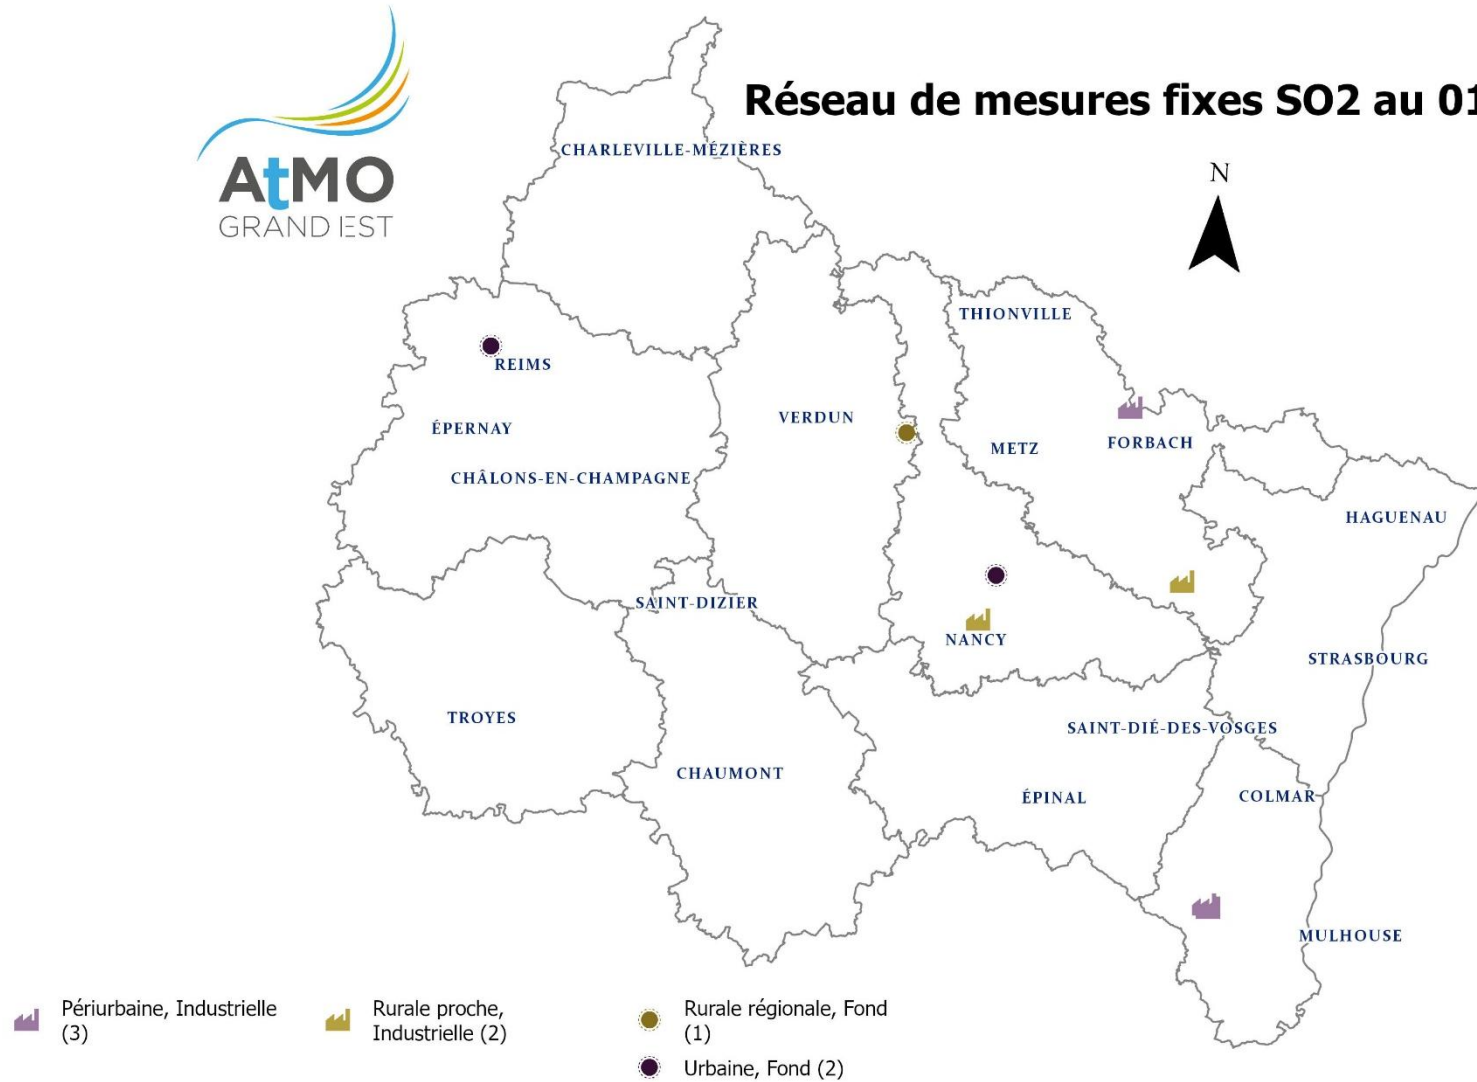 Réseau de mesures fixes SO2 au 01
AtMO
GRAND EST
N
CHARLEVILLE-MÉZIÈRES
THIONVILLE
REIMS
VERDUN
ÉPERNAY
METZ
FORBACH
CHÂLONS-EN-CHAMPAGNE
HAGUENAU
SAINT-DIZIER
NANCY
STRASBOURG
TROYES
SAINT-DIÉ-DES-VOSGES
CHAUMONT
ÉPINAL
COLMAR
MULHOUSE
Périurbaine, Industrielle
(3)
Rurale proche,
Industrielle (2)
Rurale régionale, Fond
(1)
Urbaine, Fond (2)